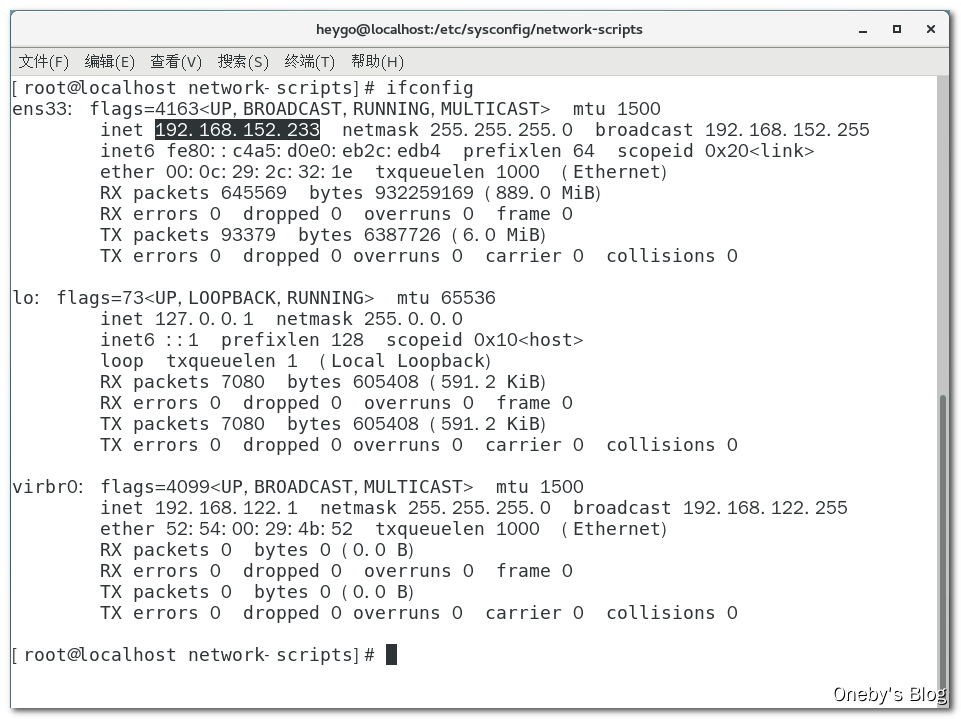 heygo@localhost:/etc/sysconfig/network-scripts
文件(F) 编辑(E) 查看(V) 搜索(S) 终端(T) 帮助(H)
[root@localhost network-scripts]# ifconfig
ens33: flags=4163<UP,BROADCAST,RUNNING,MULTICAST>  mtu 1500
        inet 192.168.152.233  netmask 255.255.255.0  broadcast 192.168.152.255
        inet6 fe80::c4a5:d0e0:eb2c:edb4  prefixlen 64  scopeid 0x20<link>
        ether 00:0c:29:2c:32:1e  txqueuelen 1000  (Ethernet)
        RX packets 645569  bytes 932259169 (889.0 MiB)
        RX errors 0  dropped 0  overruns 0  frame 0
        TX packets 93379  bytes 6387726 (6.0 MiB)
        TX errors 0  dropped 0 overruns 0  carrier 0  collisions 0
lo: flags=73<UP,LOOPBACK,RUNNING>  mtu 65536
        inet 127.0.0.1  netmask 255.0.0.0
        inet6 ::1  prefixlen 128  scopeid 0x10<host>
        loop  txqueuelen 1  (Local Loopback)
        RX packets 7080  bytes 605408 (591.2 KiB)
        RX errors 0  dropped 0  overruns 0  frame 0
        TX packets 7080  bytes 605408 (591.2 KiB)
        TX errors 0  dropped 0 overruns 0  carrier 0  collisions 0
virbr0: flags=4099<UP,BROADCAST,MULTICAST>  mtu 1500
        inet 192.168.122.1  netmask 255.255.255.0  broadcast 192.168.122.255
        ether 52:54:00:29:4b:52  txqueuelen 1000  (Ethernet)
        RX packets 0  bytes 0 (0.0 B)
        RX errors 0  dropped 0  overruns 0  frame 0
        TX packets 0  bytes 0 (0.0 B)
        TX errors 0  dropped 0 overruns 0  carrier 0  collisions 0
[root@localhost network-scripts]#
Oneby's Blog